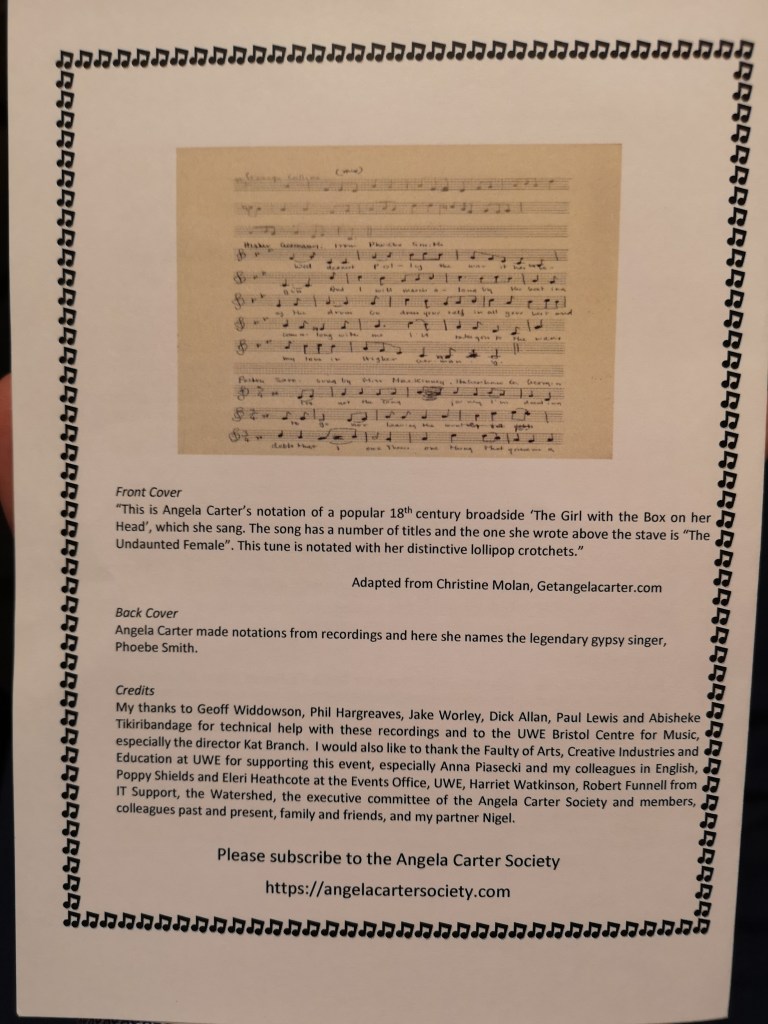 Higher Germany. from Phoebe Smith
Front Cover
“This is Angela Carter’s notation of a popular 18th century broadside ‘The Girl with the Box on her
Head’, which she sang. The song has a number of titles and the one she wrote above the stave is “The
Undaunted Female”. This tune is notated with her distinctive lollipop crotchets.”
Adapted from Christine Molan, Getangelacarter.com
Back Cover
Angela Carter made notations from recordings and here she names the legendary gypsy singer,
Phoebe Smith.
Credits
My thanks to Geoff Widdowson, Phil Hargreaves, Jake Worley, Dick Allan, Paul Lewis and Abisheke
Tikiribandage for technical help with these recordings and to the UWE Bristol Centre for Music,
especially the director Kat Branch. I would also like to thank the Faulty of Arts, Creative Industries and
Education at UWE for supporting this event, especially Anna Piasecki and my colleagues in English,
Poppy Shields and Eleri Heathcote at the Events Office, UWE, Harriet Watkinson, Robert Funnell from
IT Support, the Watershed, the executive committee of the Angela Carter Society and members,
colleagues past and present, family and friends, and my partner Nigel.
Please subscribe to the Angela Carter Society
https://angelacartersociety.com